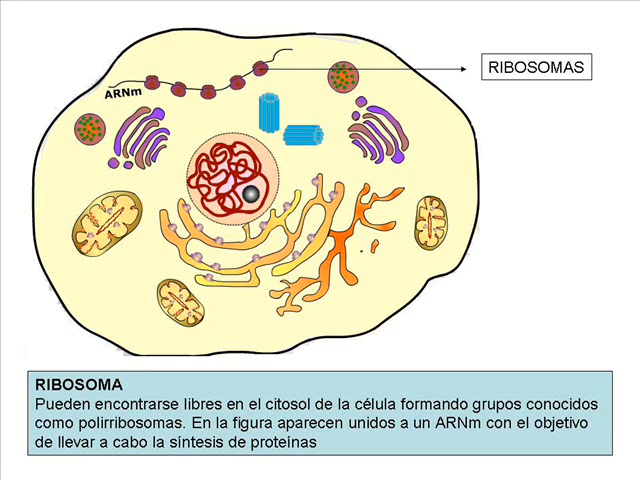 RIBOSOMAS
ARNm
RIBOSOMA
Pueden encontrarse libres en el citosol de la célula formando grupos conocidos
como polirribosomas. En la figura aparecen unidos a un ARNm con el objetivo
de llevar a cabo la síntesis de proteínas